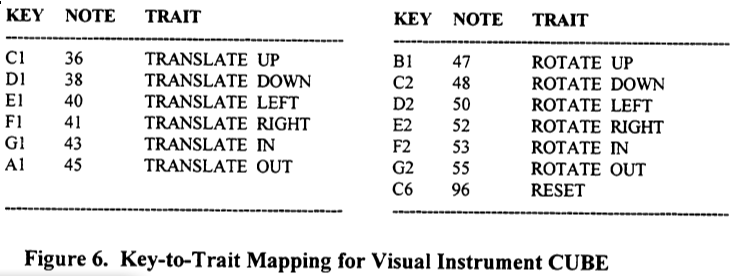 KEY NOTE TRAIT
C1 36 TRANSLATE UP
D1 38 TRANSLATE DOWN
E1 40 TRANSLATE LEFT
F1 41 TRANSLATE RIGHT
G1 43 TRANSLATE IN
A1 45 TRANSLATE OUT
KEY NOTE TRAIT
B1 47 ROTATE UP
C2 48 ROTATE DOWN
D2 50 ROTATE LEFT
E2 52 ROTATE RIGHT
F2 53 ROTATE IN
G2 55 ROTATE OUT
C6 96 RESET
Figure 6. Key-to-Trait Mapping for Visual Instrument CUBE